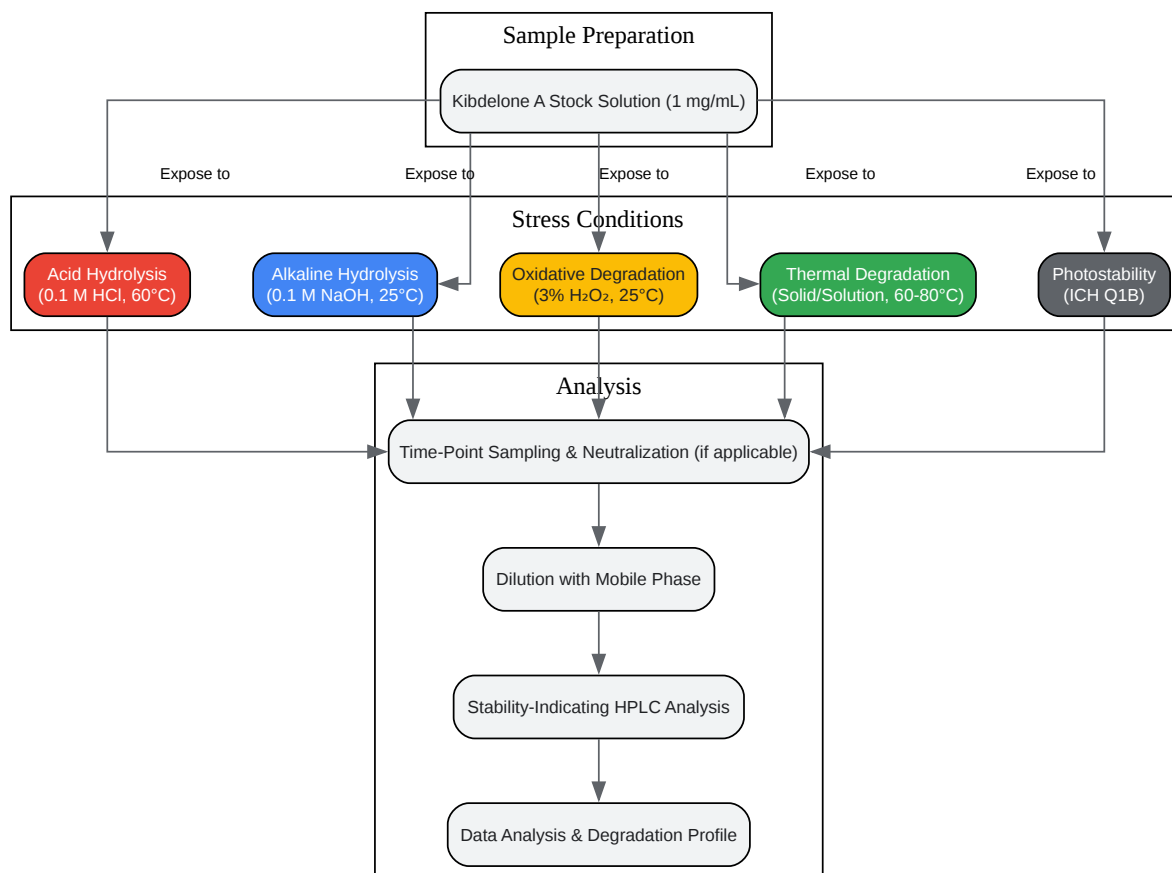 Sample Preparation
Kibdelone A Stock Solution (1 mg/mL)
Expose to
Expose to
Expose to
Expose to
Expose to
Stress Conditions
Acid Hydrolysis
(0.1 M HCl, 60°C)
Alkaline Hydrolysis
(0.1 M NaOH, 25°C)
Oxidative Degradation
(3% H₂O₂, 25°C)
Thermal Degradation
(Solid/Solution, 60-80°C)
Photostability
(ICH Q1B)
Analysis
Time-Point Sampling & Neutralization (if applicable)
Dilution with Mobile Phase
Stability-Indicating HPLC Analysis
Data Analysis & Degradation Profile